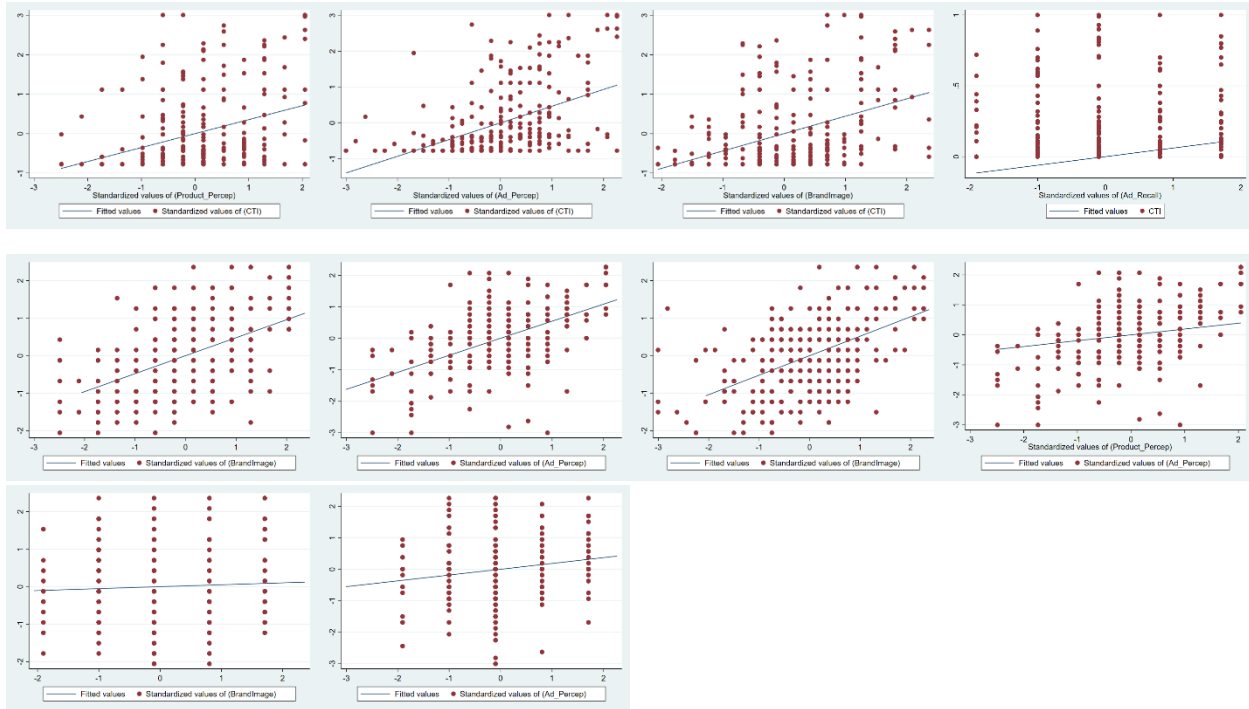 3
2
1
0
-1
-3 -2 -1 0 1 2
Standardized values of (Product_Percep)
Fitted values Standardized values of (CTI)
3
2
1
0
-1
-3 -2 -1 0 1 2
Standardized values of (Ad_Percep)
Fitted values Standardized values of (CTI)
3
2
1
0
-1
-2 -1 0 1 2
Standardized values of (BrandImage)
Fitted values Standardized values of (CTI)
1
.5
0
-2 -1 0 1 2
Standardized values of (Ad_Recall)
Fitted values CTI
2
1
0
-1
-2
-3 -2 -1 0 1 2
Fitted values Standardized values of (BrandImage)
2
1
0
-1
-2
-3
-3 -2 -1 0 1 2
Fitted values Standardized values of (Ad_Percep)
2
1
0
-1
-2
-3 -2 -1 0 1 2
Fitted values Standardized values of (BrandImage)
2
1
0
-1
-2
-3
-3 -2 -1 0 1 2
Standardized values of (Product_Percep)
Fitted values Standardized values of (Ad_Percep)
2
1
0
-1
-2
-2 -1 0 1 2
Fitted values Standardized values of (BrandImage)
2
1
0
-1
-2
-3
-3 -2 -1 0 1 2
Fitted values Standardized values of (Ad_Percep)